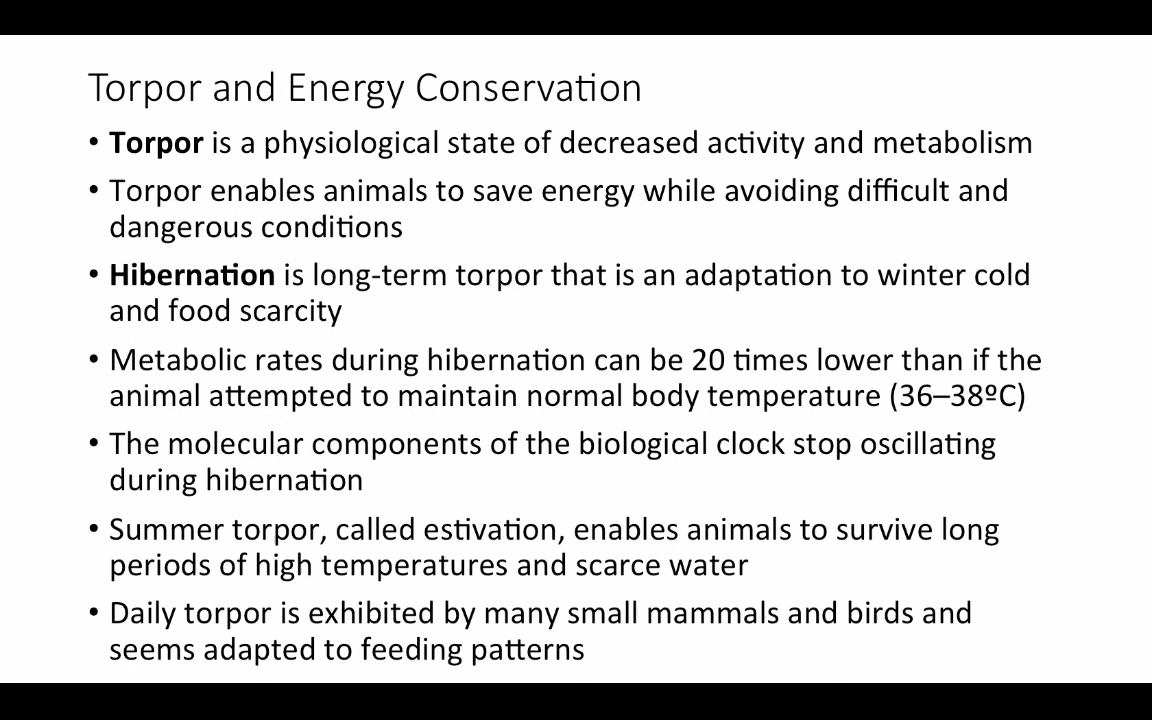 Torpor and Energy Conservation
• Torpor is a physiological state of decreased activity and metabolism
• Torpor enables animals to save energy while avoiding difficult and
dangerous conditions
• Hibernation is long-term torpor that is an adaptation to winter cold
and food scarcity
• Metabolic rates during hibernation can be 20 times lower than if the
animal attempted to maintain normal body temperature (36–38ºC)
• The molecular components of the biological clock stop oscillating
during hibernation
• Summer torpor, called estivation, enables animals to survive long
periods of high temperatures and scarce water
• Daily torpor is exhibited by many small mammals and birds and
seems adapted to feeding patterns